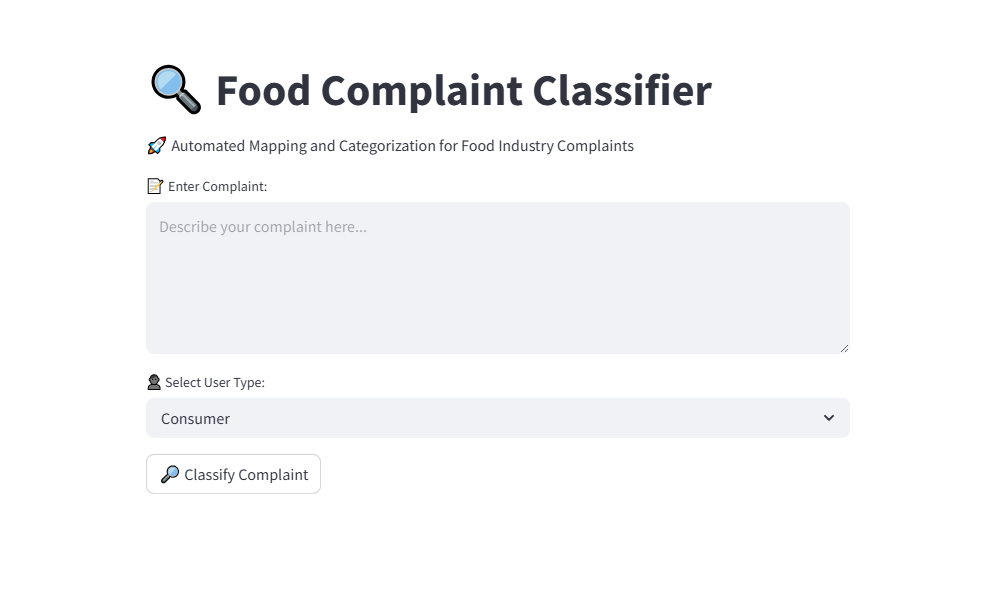 🔍 Food Complaint Classifier
🚀 Automated Mapping and Categorization for Food Industry Complaints
📝 Enter Complaint:
Describe your complaint here...
👤 Select User Type:
Consumer
🔎 Classify Complaint